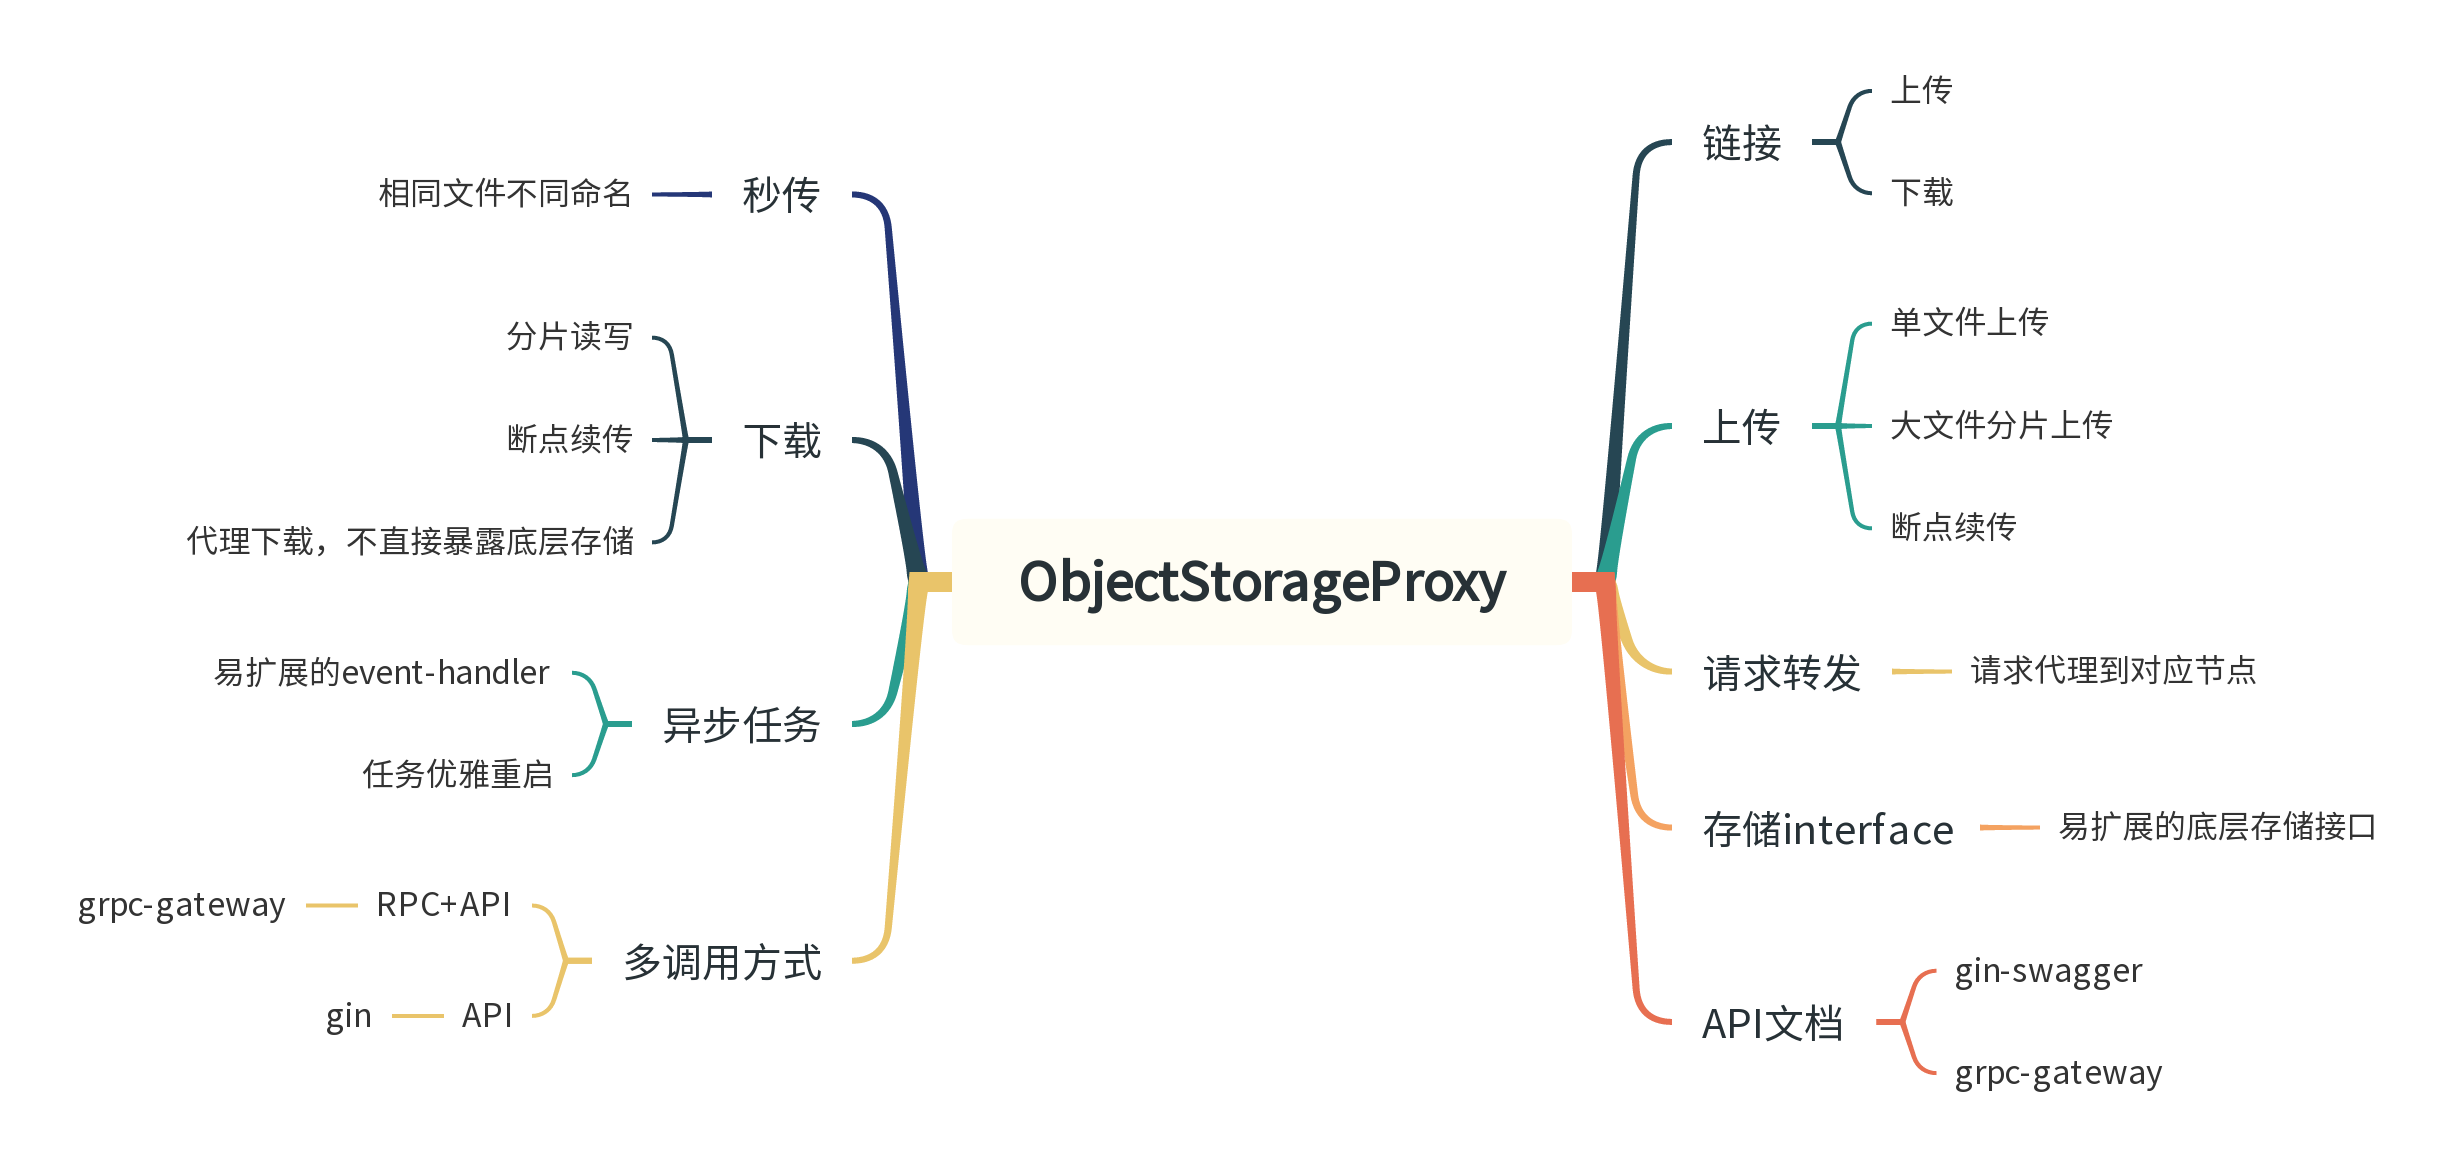 ObjectStorageProxy
链接
上传
下载
上传
单文件上传
大文件分片上传
断点续传
请求转发
请求代理到对应节点
存储interface
易扩展的底层存储接口
API文档
gin-swagger
grpc-gateway
秒传
相同文件不同命名
下载
分片读写
断点续传
代理下载，不直接暴露底层存储
异步任务
易扩展的event-handler
任务优雅重启
多调用方式
RPC+API
grpc-gateway
API
gin